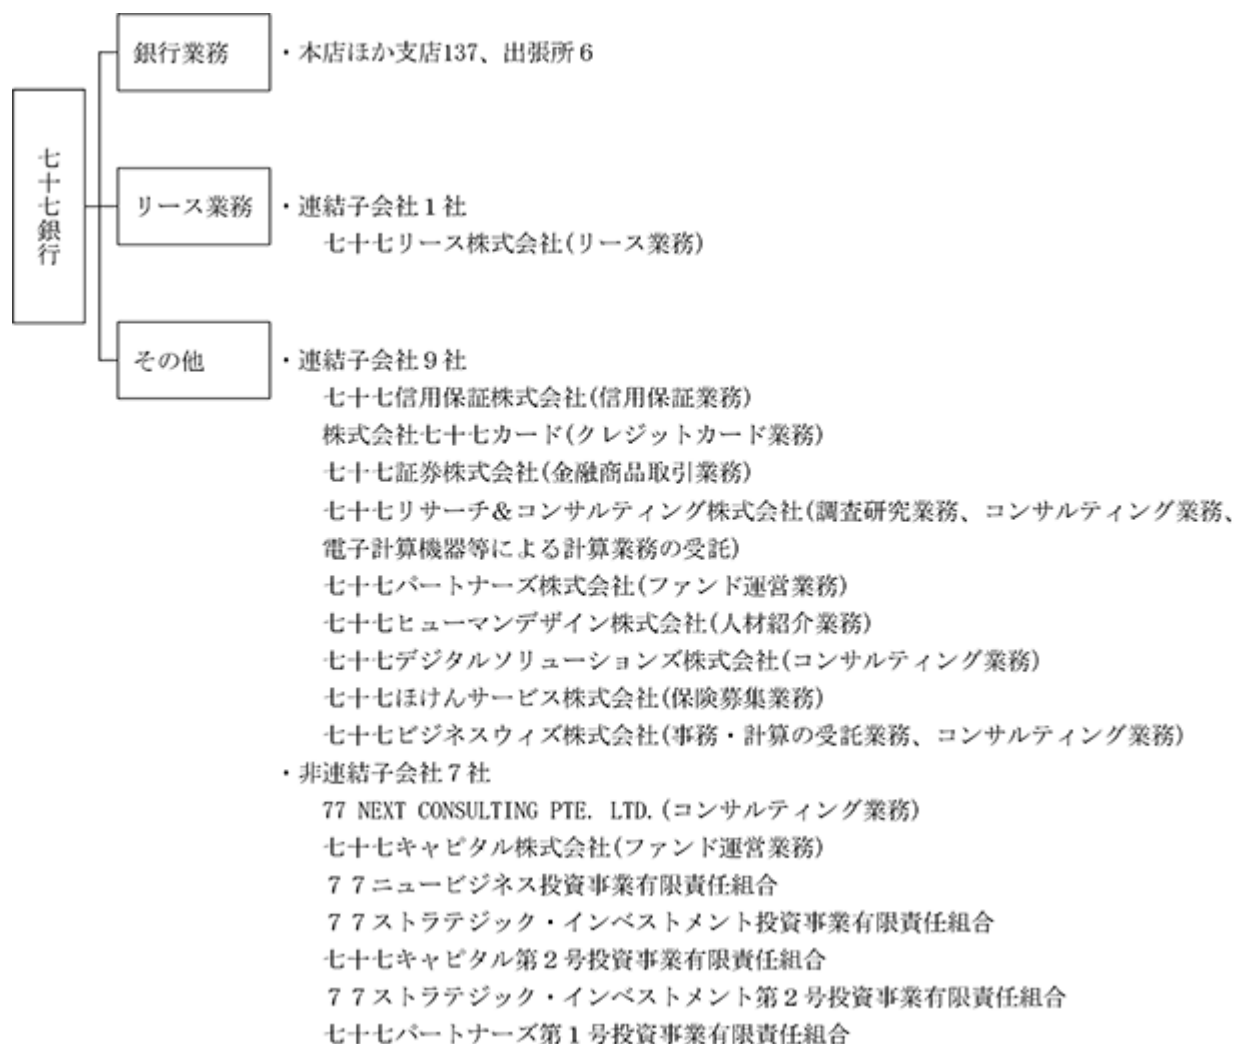 七十七銀行
銀行業務
・本店ほか支店137、出張所6
リース業務
・連結子会社1社
七十七リース株式会社(リース業務)
その他
・連結子会社9社
七十七信用保証株式会社(信用保証業務)
株式会社七十七カード(クレジットカード業務)
七十七証券株式会社(金融商品取引業務)
七十七リサーチ&コンサルティング株式会社(調査研究業務、コンサルティング業務、
電子計算機器等による計算業務の受託)
七十七パートナーズ株式会社(ファンド運営業務)
七十七ヒューマンデザイン株式会社(人材紹介業務)
七十七デジタルソリューションズ株式会社(コンサルティング業務)
七十七ほけんサービス株式会社(保険募集業務)
七十七ビジネスウィズ株式会社(事務・計算の受託業務、コンサルティング業務)
・非連結子会社7社
77 NEXT CONSULTING PTE. LTD.(コンサルティング業務)
七十七キャピタル株式会社(ファンド運営業務)
77ニュービジネス投資事業有限責任組合
77ストラテジック・インベストメント投資事業有限責任組合
七十七キャピタル第2号投資事業有限責任組合
77ストラテジック・インベストメント第2号投資事業有限責任組合
七十七パートナーズ第1号投資事業有限責任組合